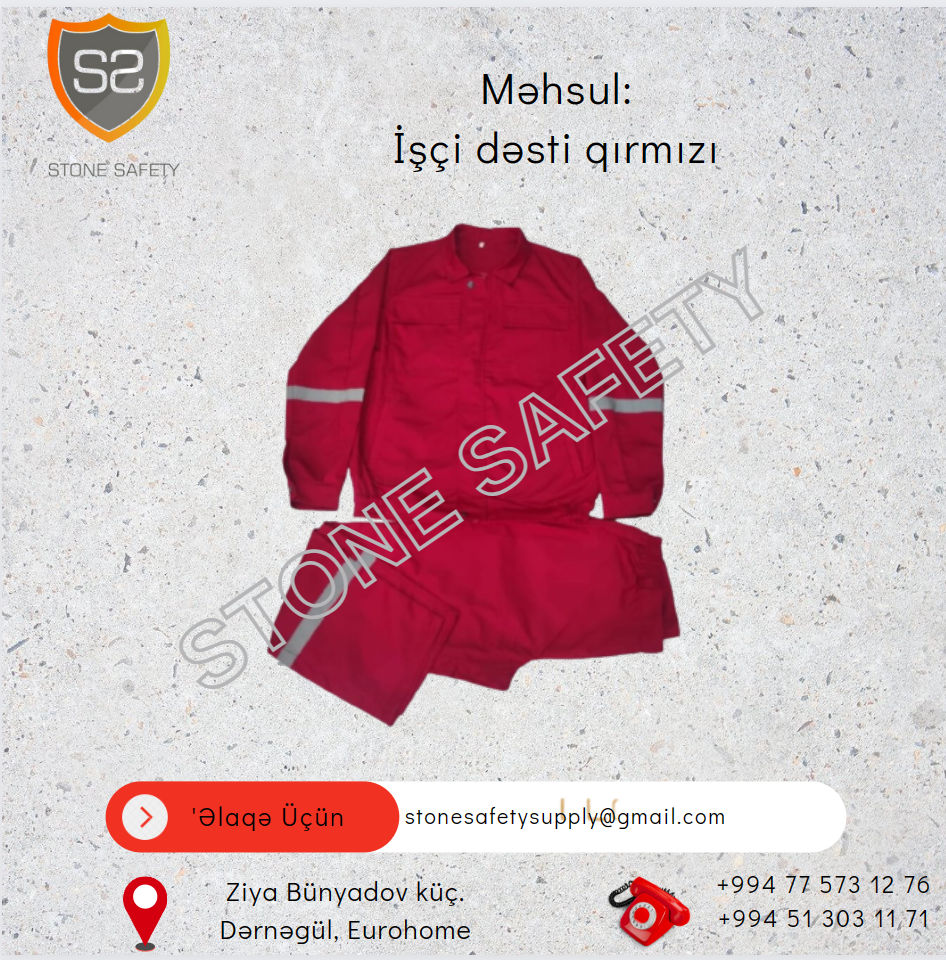 SS
STONE SAFETY
Məhsul:
İşçi dəsti qırmızı
STONE SAFETY
'Əlaqə Üçün
stonesafetysupply@gmail.com
Ziya Bünyadov küç.
Dərnəgül, Eurohome
+994 77 573 12 76
+994 51 303 11 71